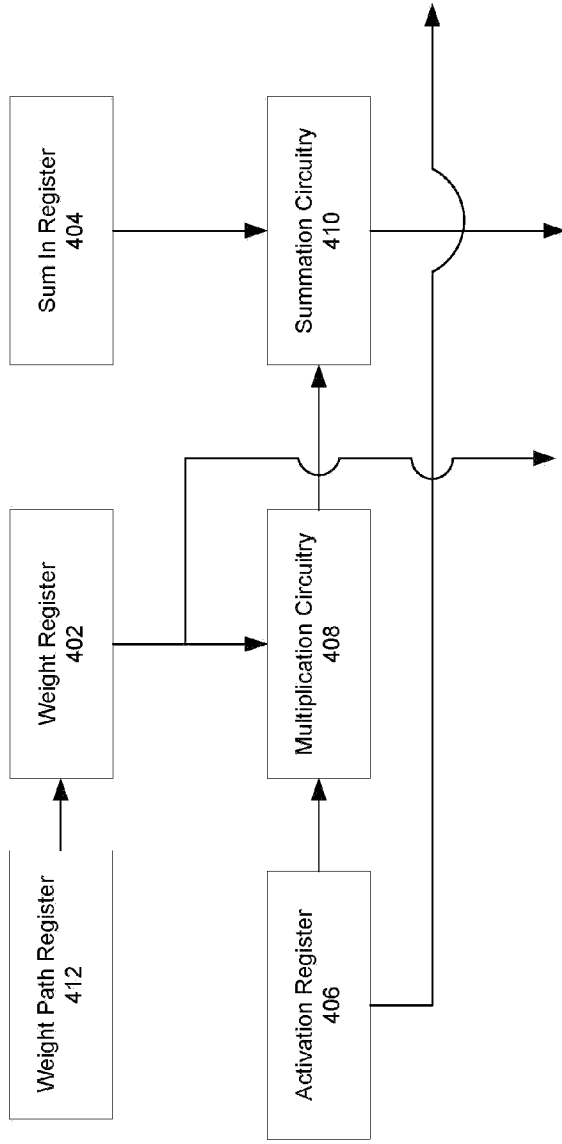 Weight Path Register
412
Weight Register
402
Sum In Register
404
Activation Register
406
Multiplication Circuitry
408
Summation Circuitry
410